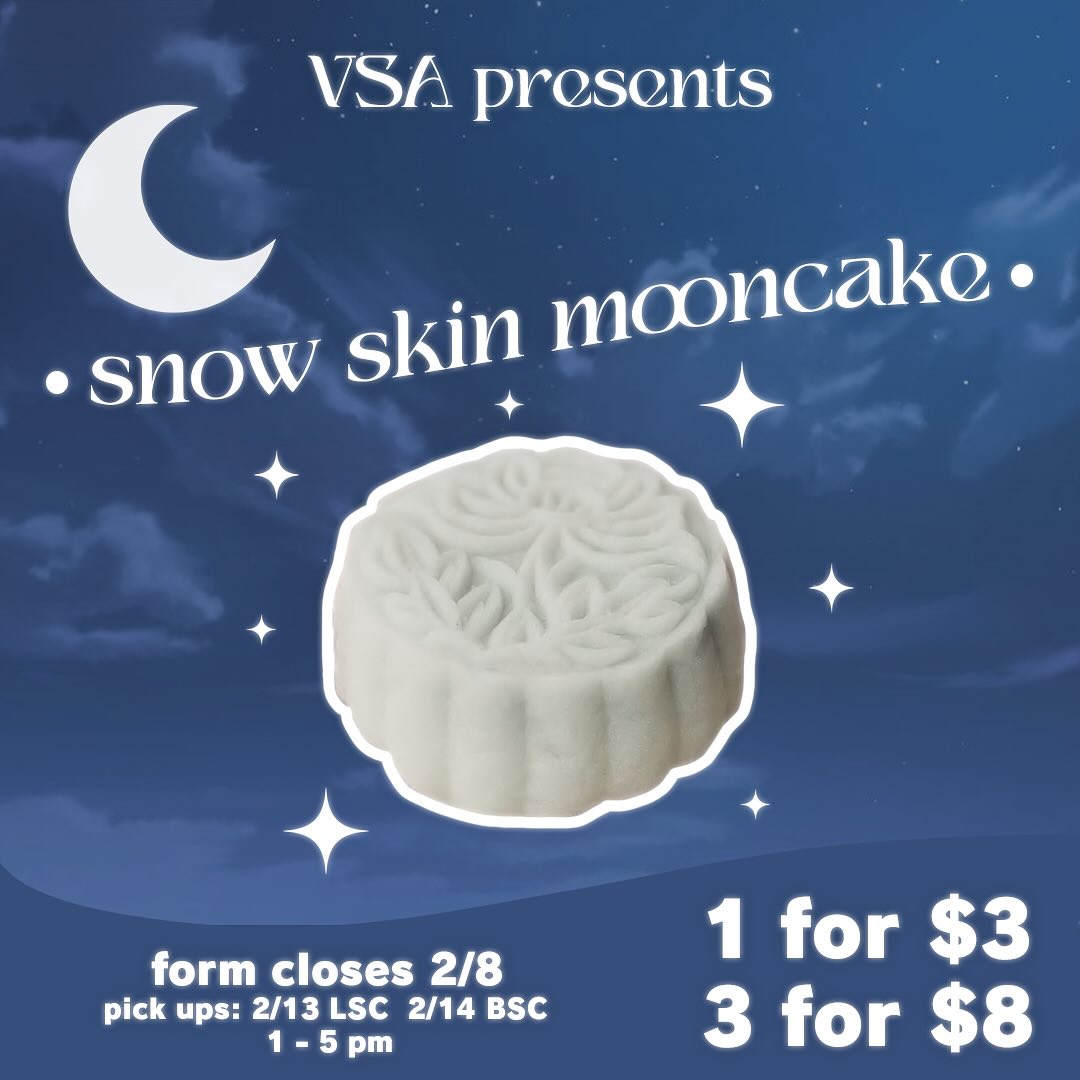 VSA presents
• snow skin mooncake •
form closes 2/8
pick ups: 2/13 LSC 2/14 BSC
1 - 5 pm
1 for $3
3 for $8